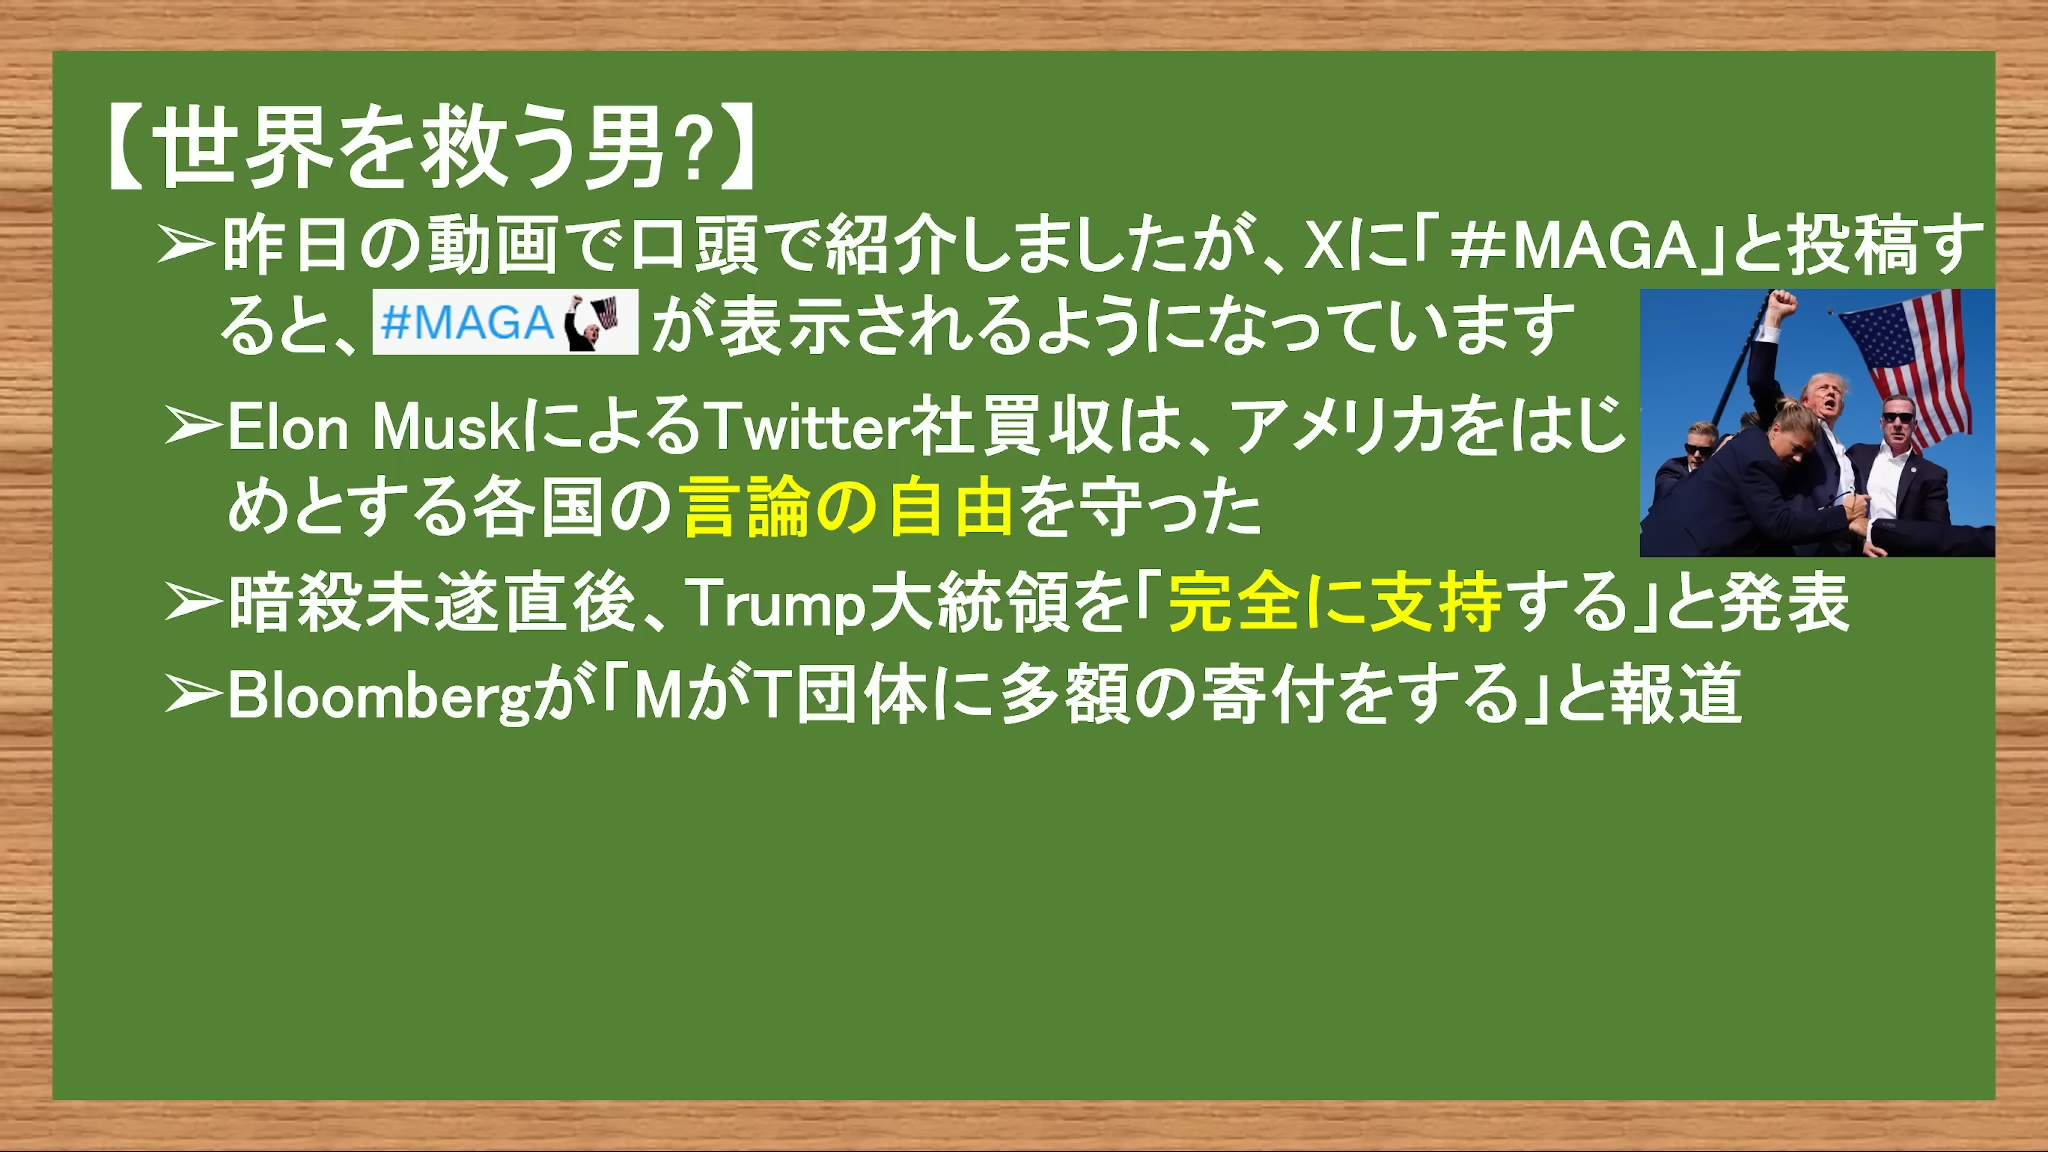 【世界を救う男?】
➢昨日の動画で口頭で紹介しましたが、Xに「＃MAGA」と投稿す
ると、#MAGAが表示されるようになっています
➢Elon MuskによるTwitter社買収は、アメリカをはじ
めとする各国の言論の自由を守った
➢暗殺未遂直後、Trump大統領を「完全に支持する」と発表
➢Bloombergが「MがT団体に多額の寄付をする」と報道